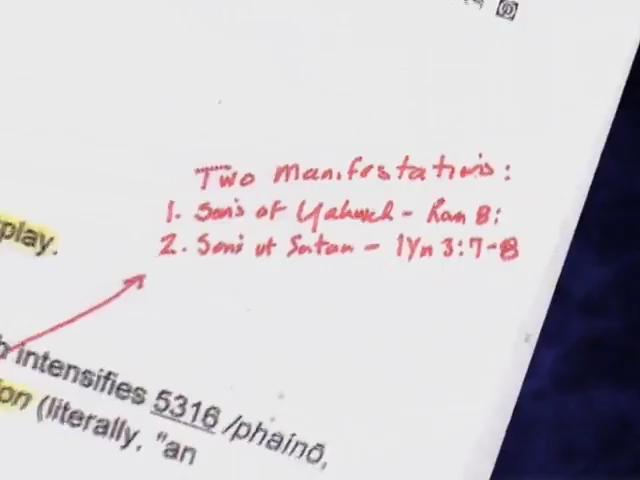 Two Manifestations:
1. Sons of Yahweh - Rom 8:
2. Sons of Satan - 1Yn 3:7-8
play.
intensifies 5316 /phainō,
(literally, "an